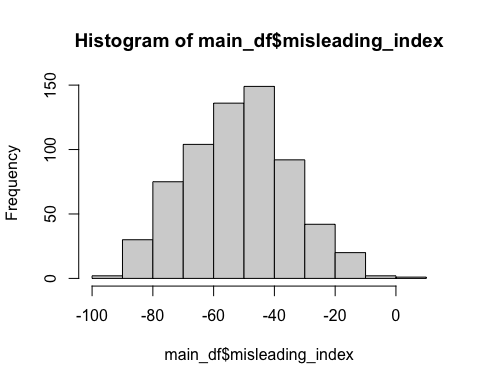 Histogram of main_df$misleading_index
Frequency
150
100
50
0
-100 -80 -60 -40 -20 0
main_df$misleading_index